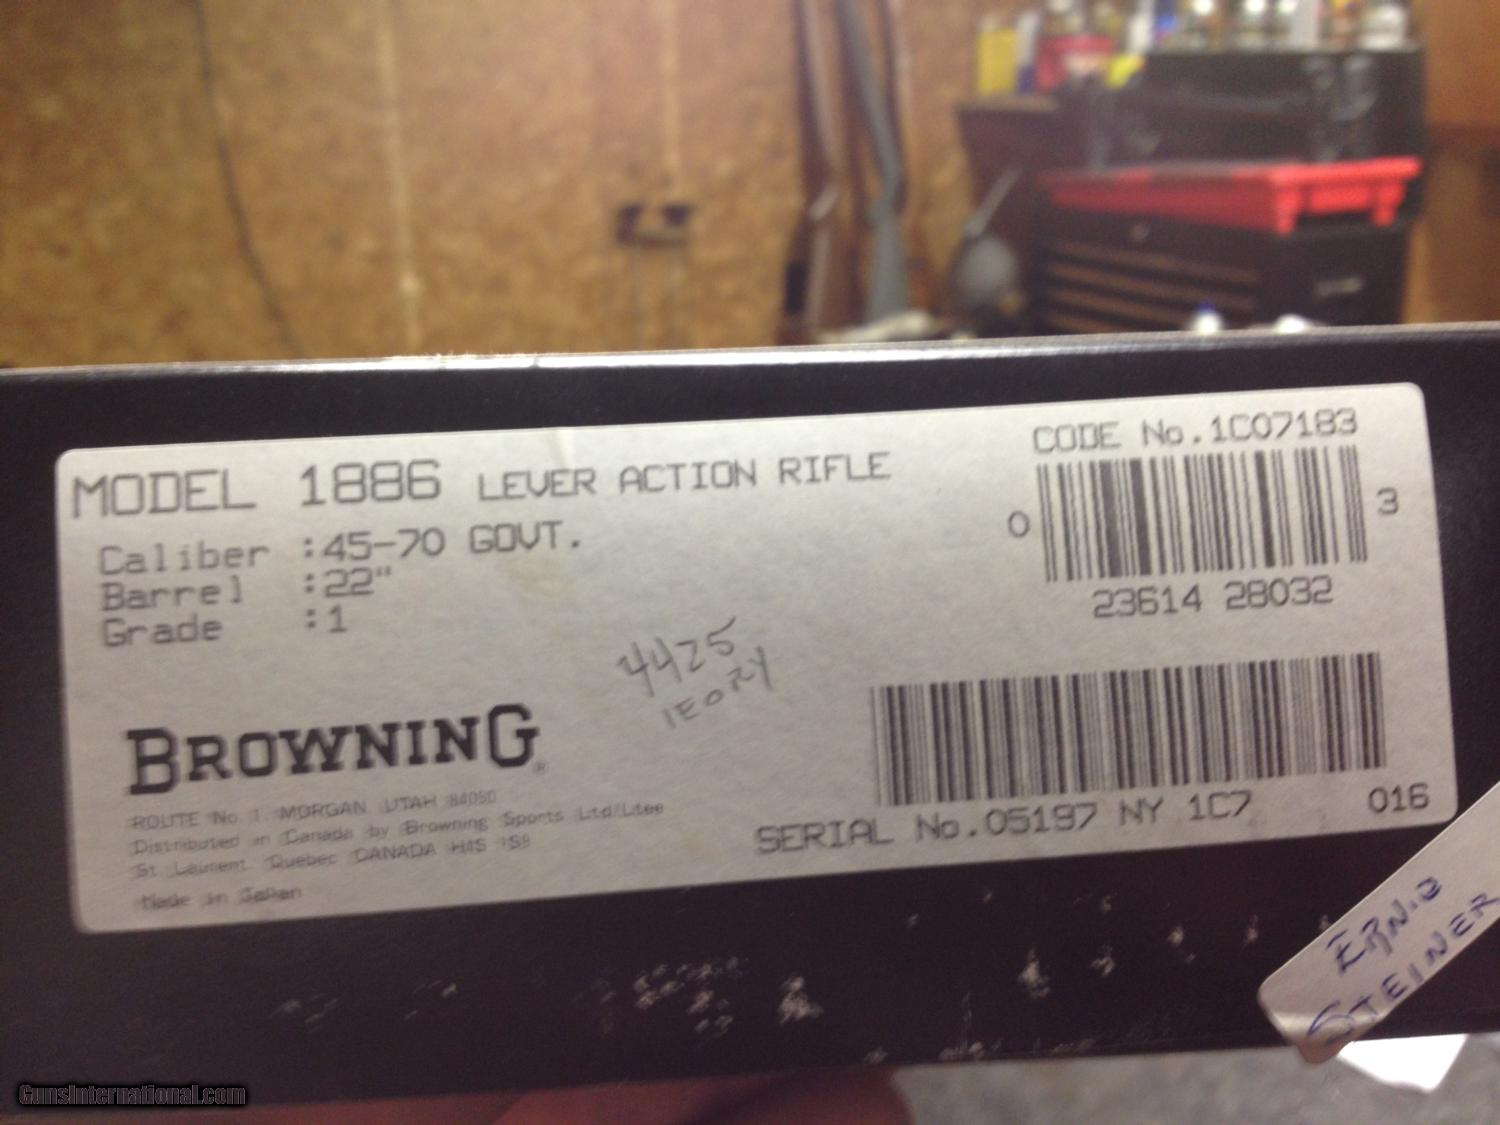 MODEL 1886 LEVER ACTION RIFLE
Caliber :45-70 GOVT.
Barrel :22"
Grade :1
CODE No.1C07183
0 3
23614 28032
4425
BROWNING®
ROUTE No. 1 MORGAN UTAH 84050
Distributed in Canada by Browning Sports Ltd/Ltee
St Laurent Quebec CANADA H4S 1S9
Made in Japan
SERIAL No.05197 NY 1C7 016
ERNIE
STEINER
GunsInternational.com